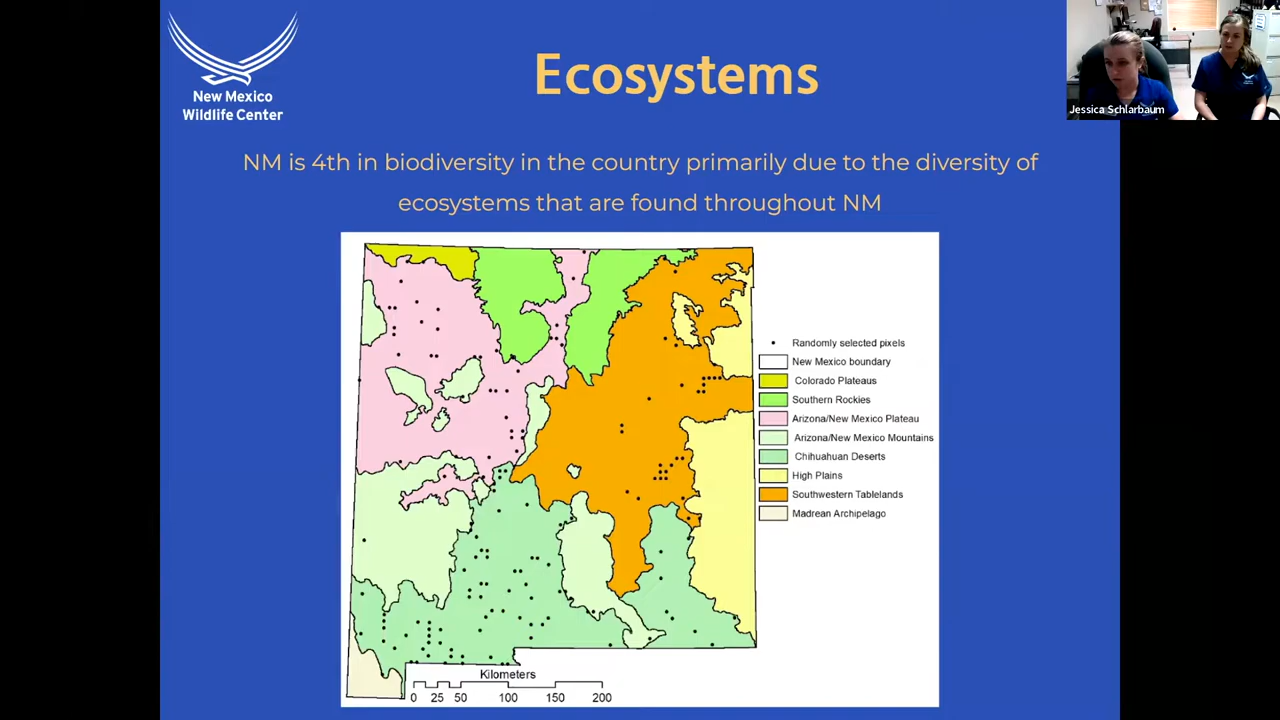 New Mexico
Wildlife Center
Ecosystems
Jessica Schlarbaum
NM is 4th in biodiversity in the country primarily due to the diversity of
ecosystems that are found throughout NM
Randomly selected pixels
New Mexico boundary
Colorado Plateaus
Southern Rockies
Arizona/New Mexico Plateau
Arizona/New Mexico Mountains
Chihuahuan Deserts
High Plains
Southwestern Tablelands
Madrean Archipelago
Kilometers
0 25 50 100 150 200